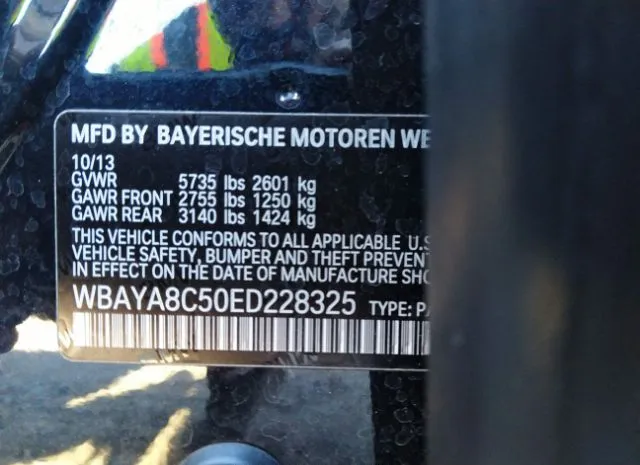 MFD BY BAYERISCHE MOTOREN WE
10/13
GVWR 5735 lbs 2601 kg
GAWR FRONT 2755 lbs 1250 kg
GAWR REAR 3140 lbs 1424 kg
THIS VEHICLE CONFORMS TO ALL APPLICABLE U.S
VEHICLE SAFETY, BUMPER AND THEFT PREVENT
EFFECT ON THE DATE OF MANUFACTURE SHO
WBAYA8C50ED228325 TYPE: PA